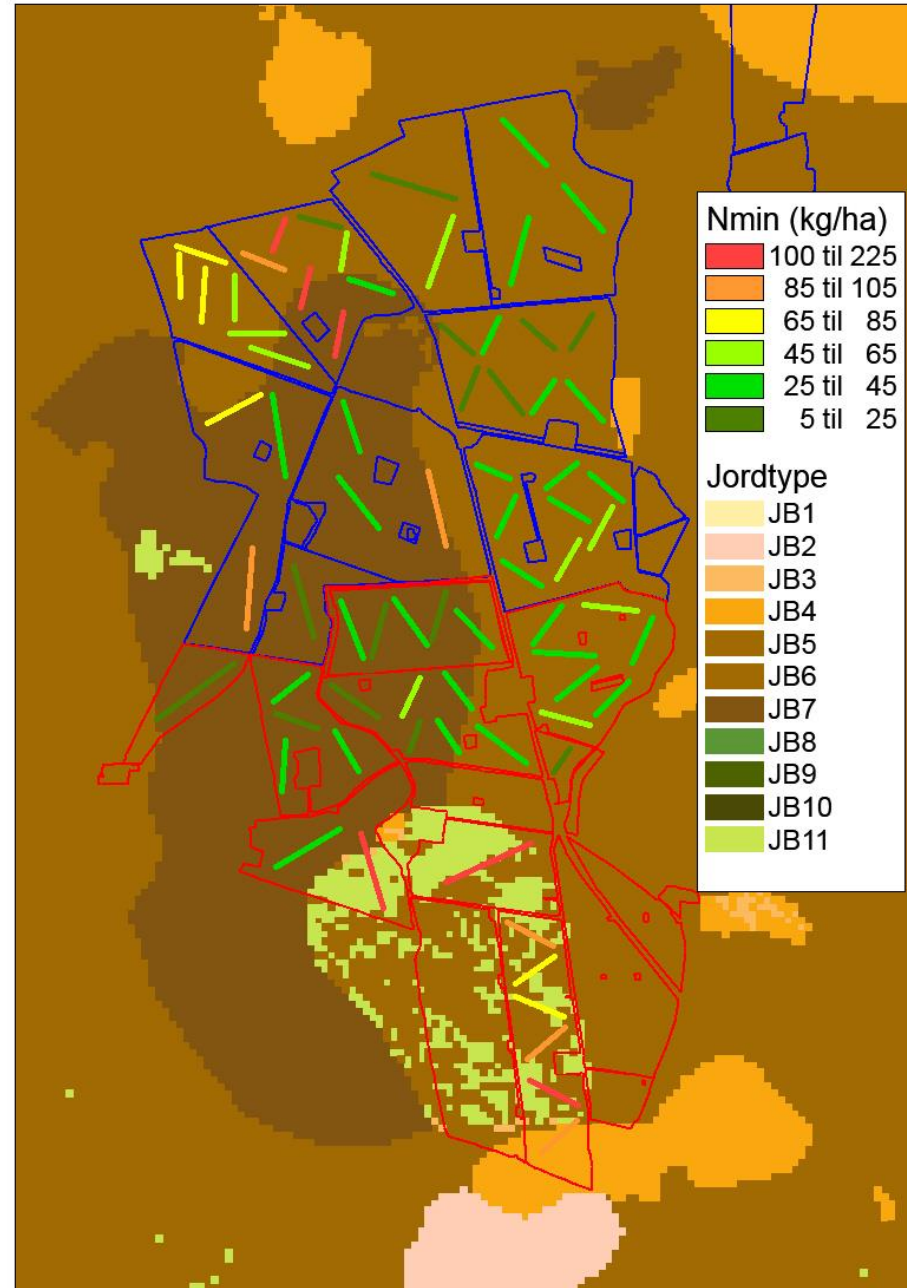 Nmin (kg/ha)
100 til 225
85 til 105
65 til 85
45 til 65
25 til 45
5 til 25
Jordtype
JB1
JB2
JB3
JB4
JB5
JB6
JB7
JB8
JB9
JB10
JB11